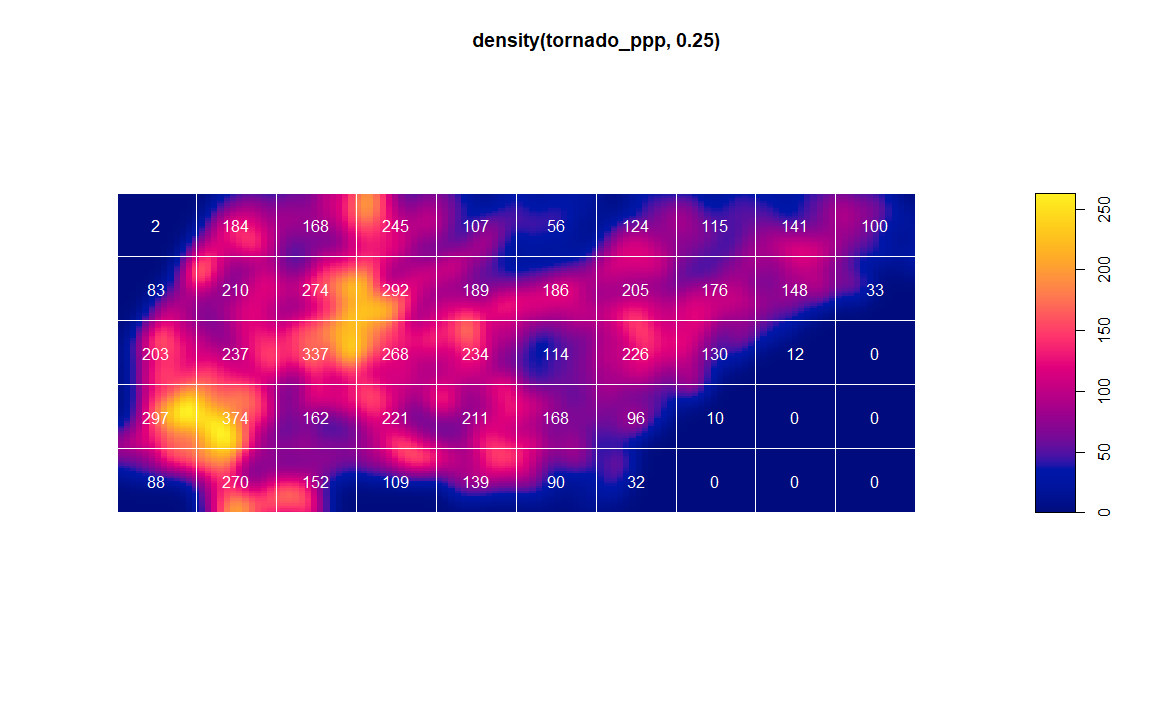 density(tornado_ppp, 0.25)
2 184 168 245 107 56 124 115 141 100
83 210 274 292 189 186 205 176 148 33
203 237 337 268 234 114 226 130 12 0
297 374 162 221 211 168 96 10 0 0
88 270 152 109 139 90 32 0 0 0
250
200
150
100
50
0